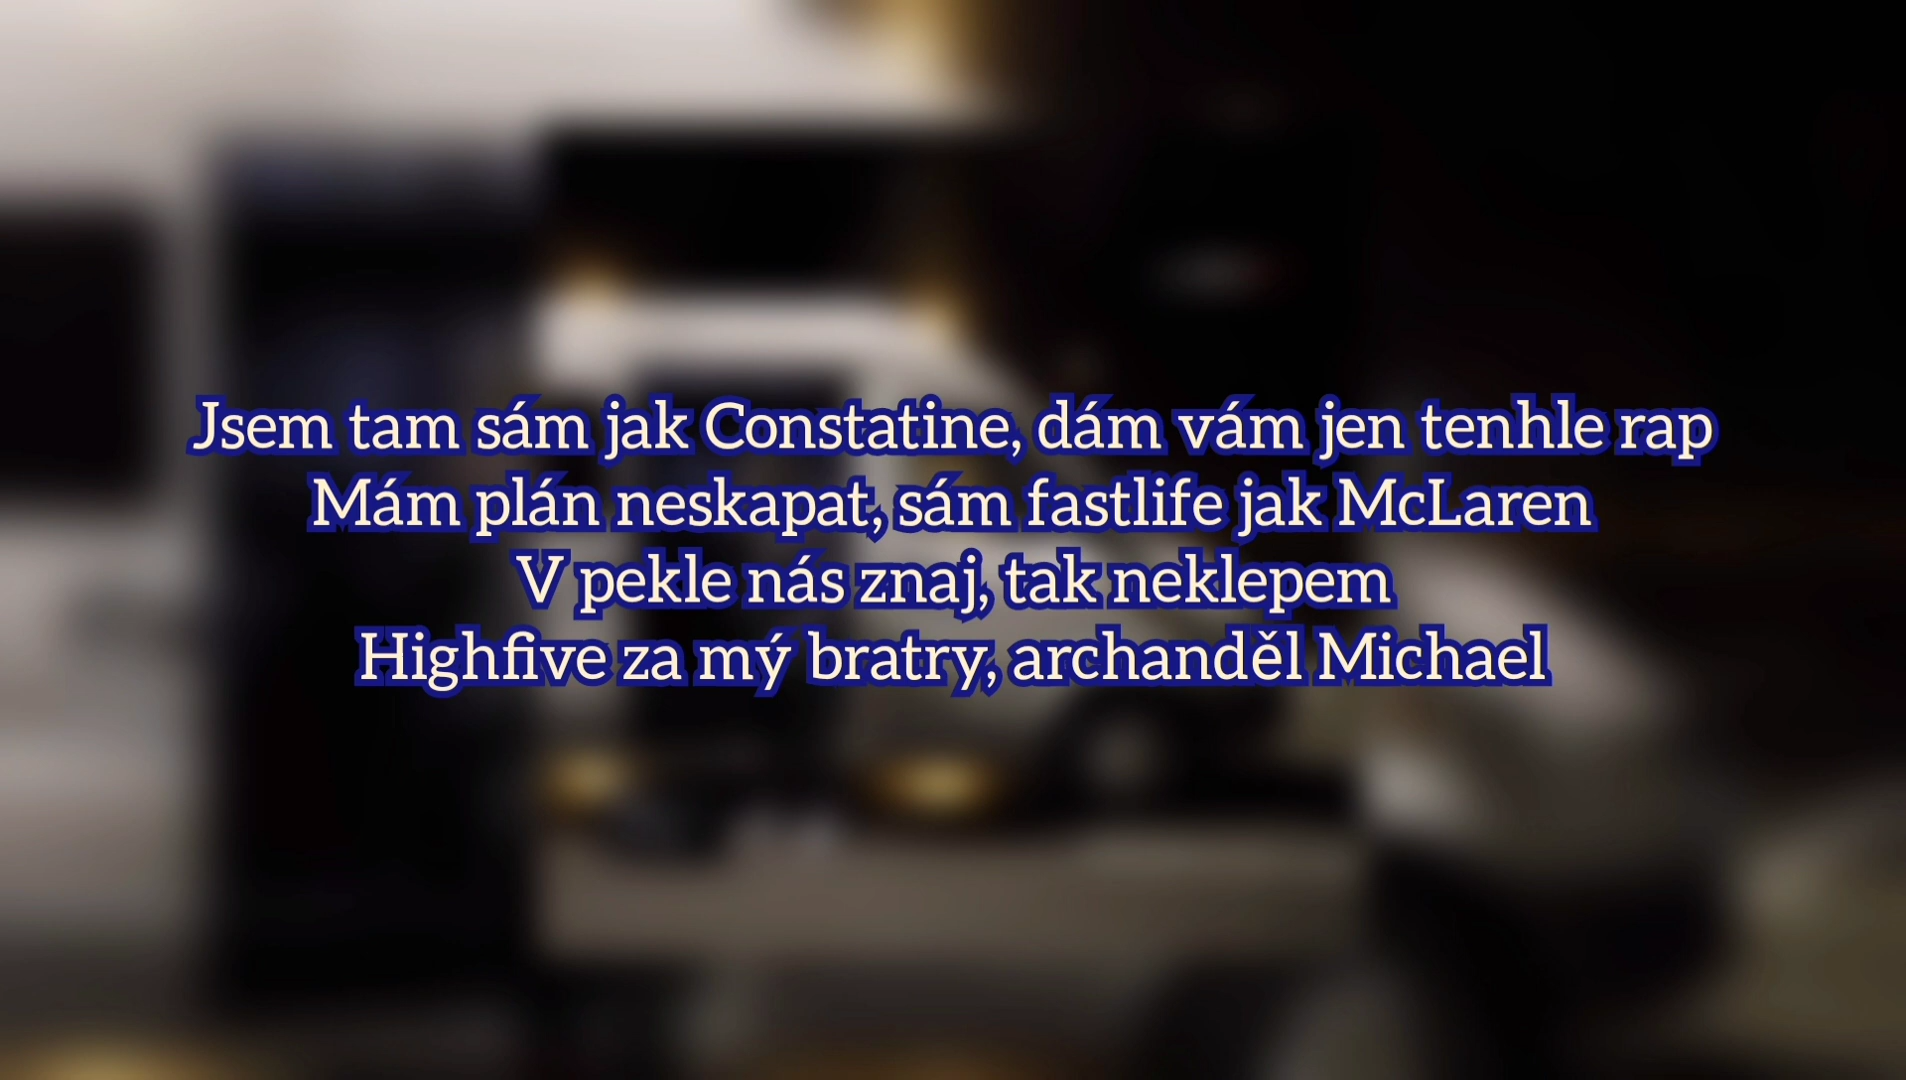 Jsem tam sám jak Constatine, dám vám jen tenhle rap
Mám plán neskapat, sám fastlife jak McLaren
V pekle nás znaj, tak neklepem
Highfive za mý bratry, archanděl Michael